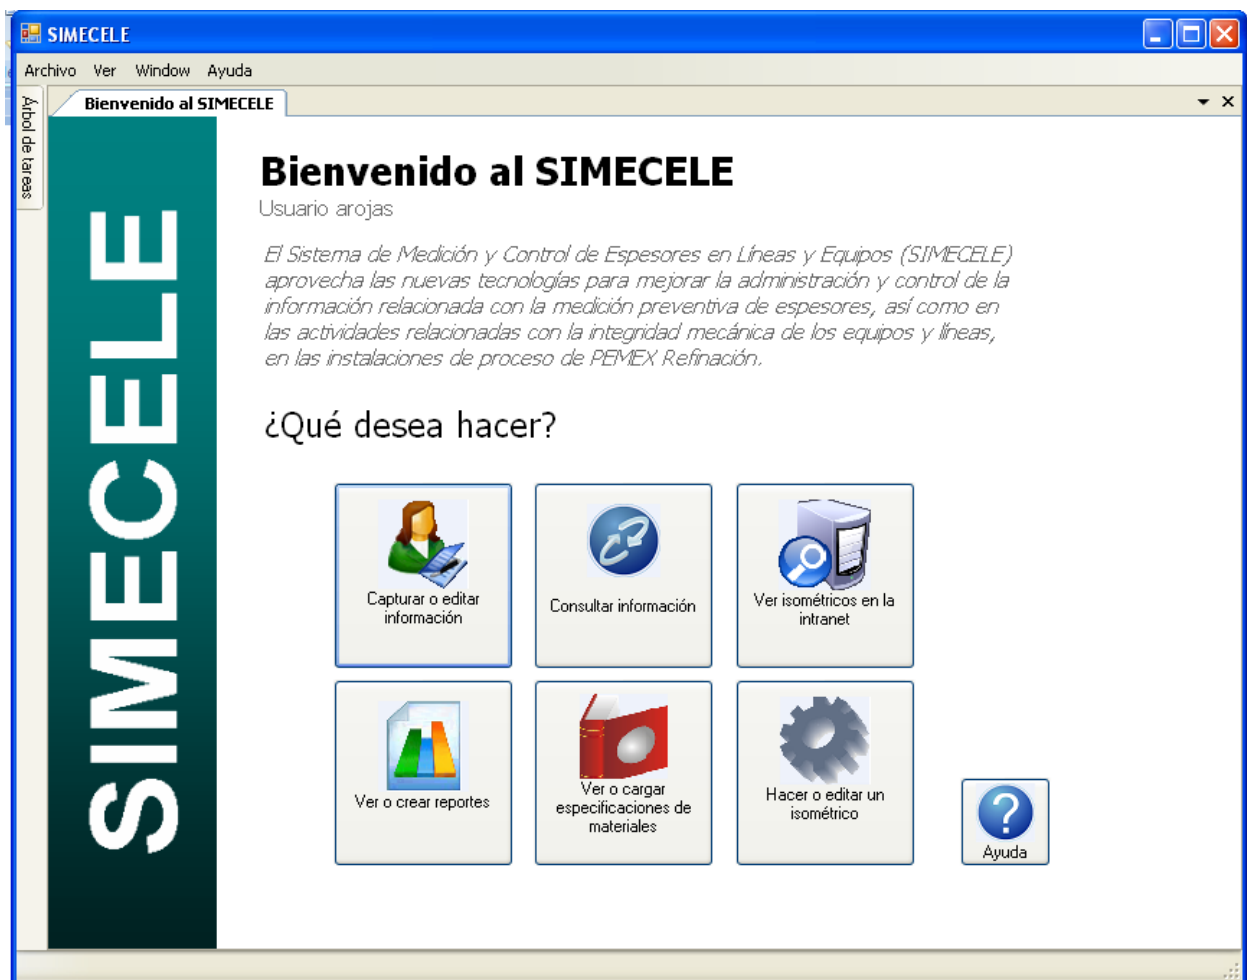 SIMECELE
Archivo Ver Window Ayuda
Árbol de tareas
Bienvenido al SIMECELE
SIMECELE
Bienvenido al SIMECELE
Usuario arojas
El Sistema de Medición y Control de Espesores en Líneas y Equipos (SIMECELE)
aprovecha las nuevas tecnologías para mejorar la administración y control de la
información relacionada con la medición preventiva de espesores, así como en
las actividades relacionadas con la integridad mecánica de los equipos y líneas,
en las instalaciones de proceso de PEMEX Refinación.
¿Qué desea hacer?
Capturar o editar
información
Consultar información
Ver isométricos en la
intranet
Ver o crear reportes
Ver o cargar
especificaciones de
materiales
Hacer o editar un
isométrico
Ayuda